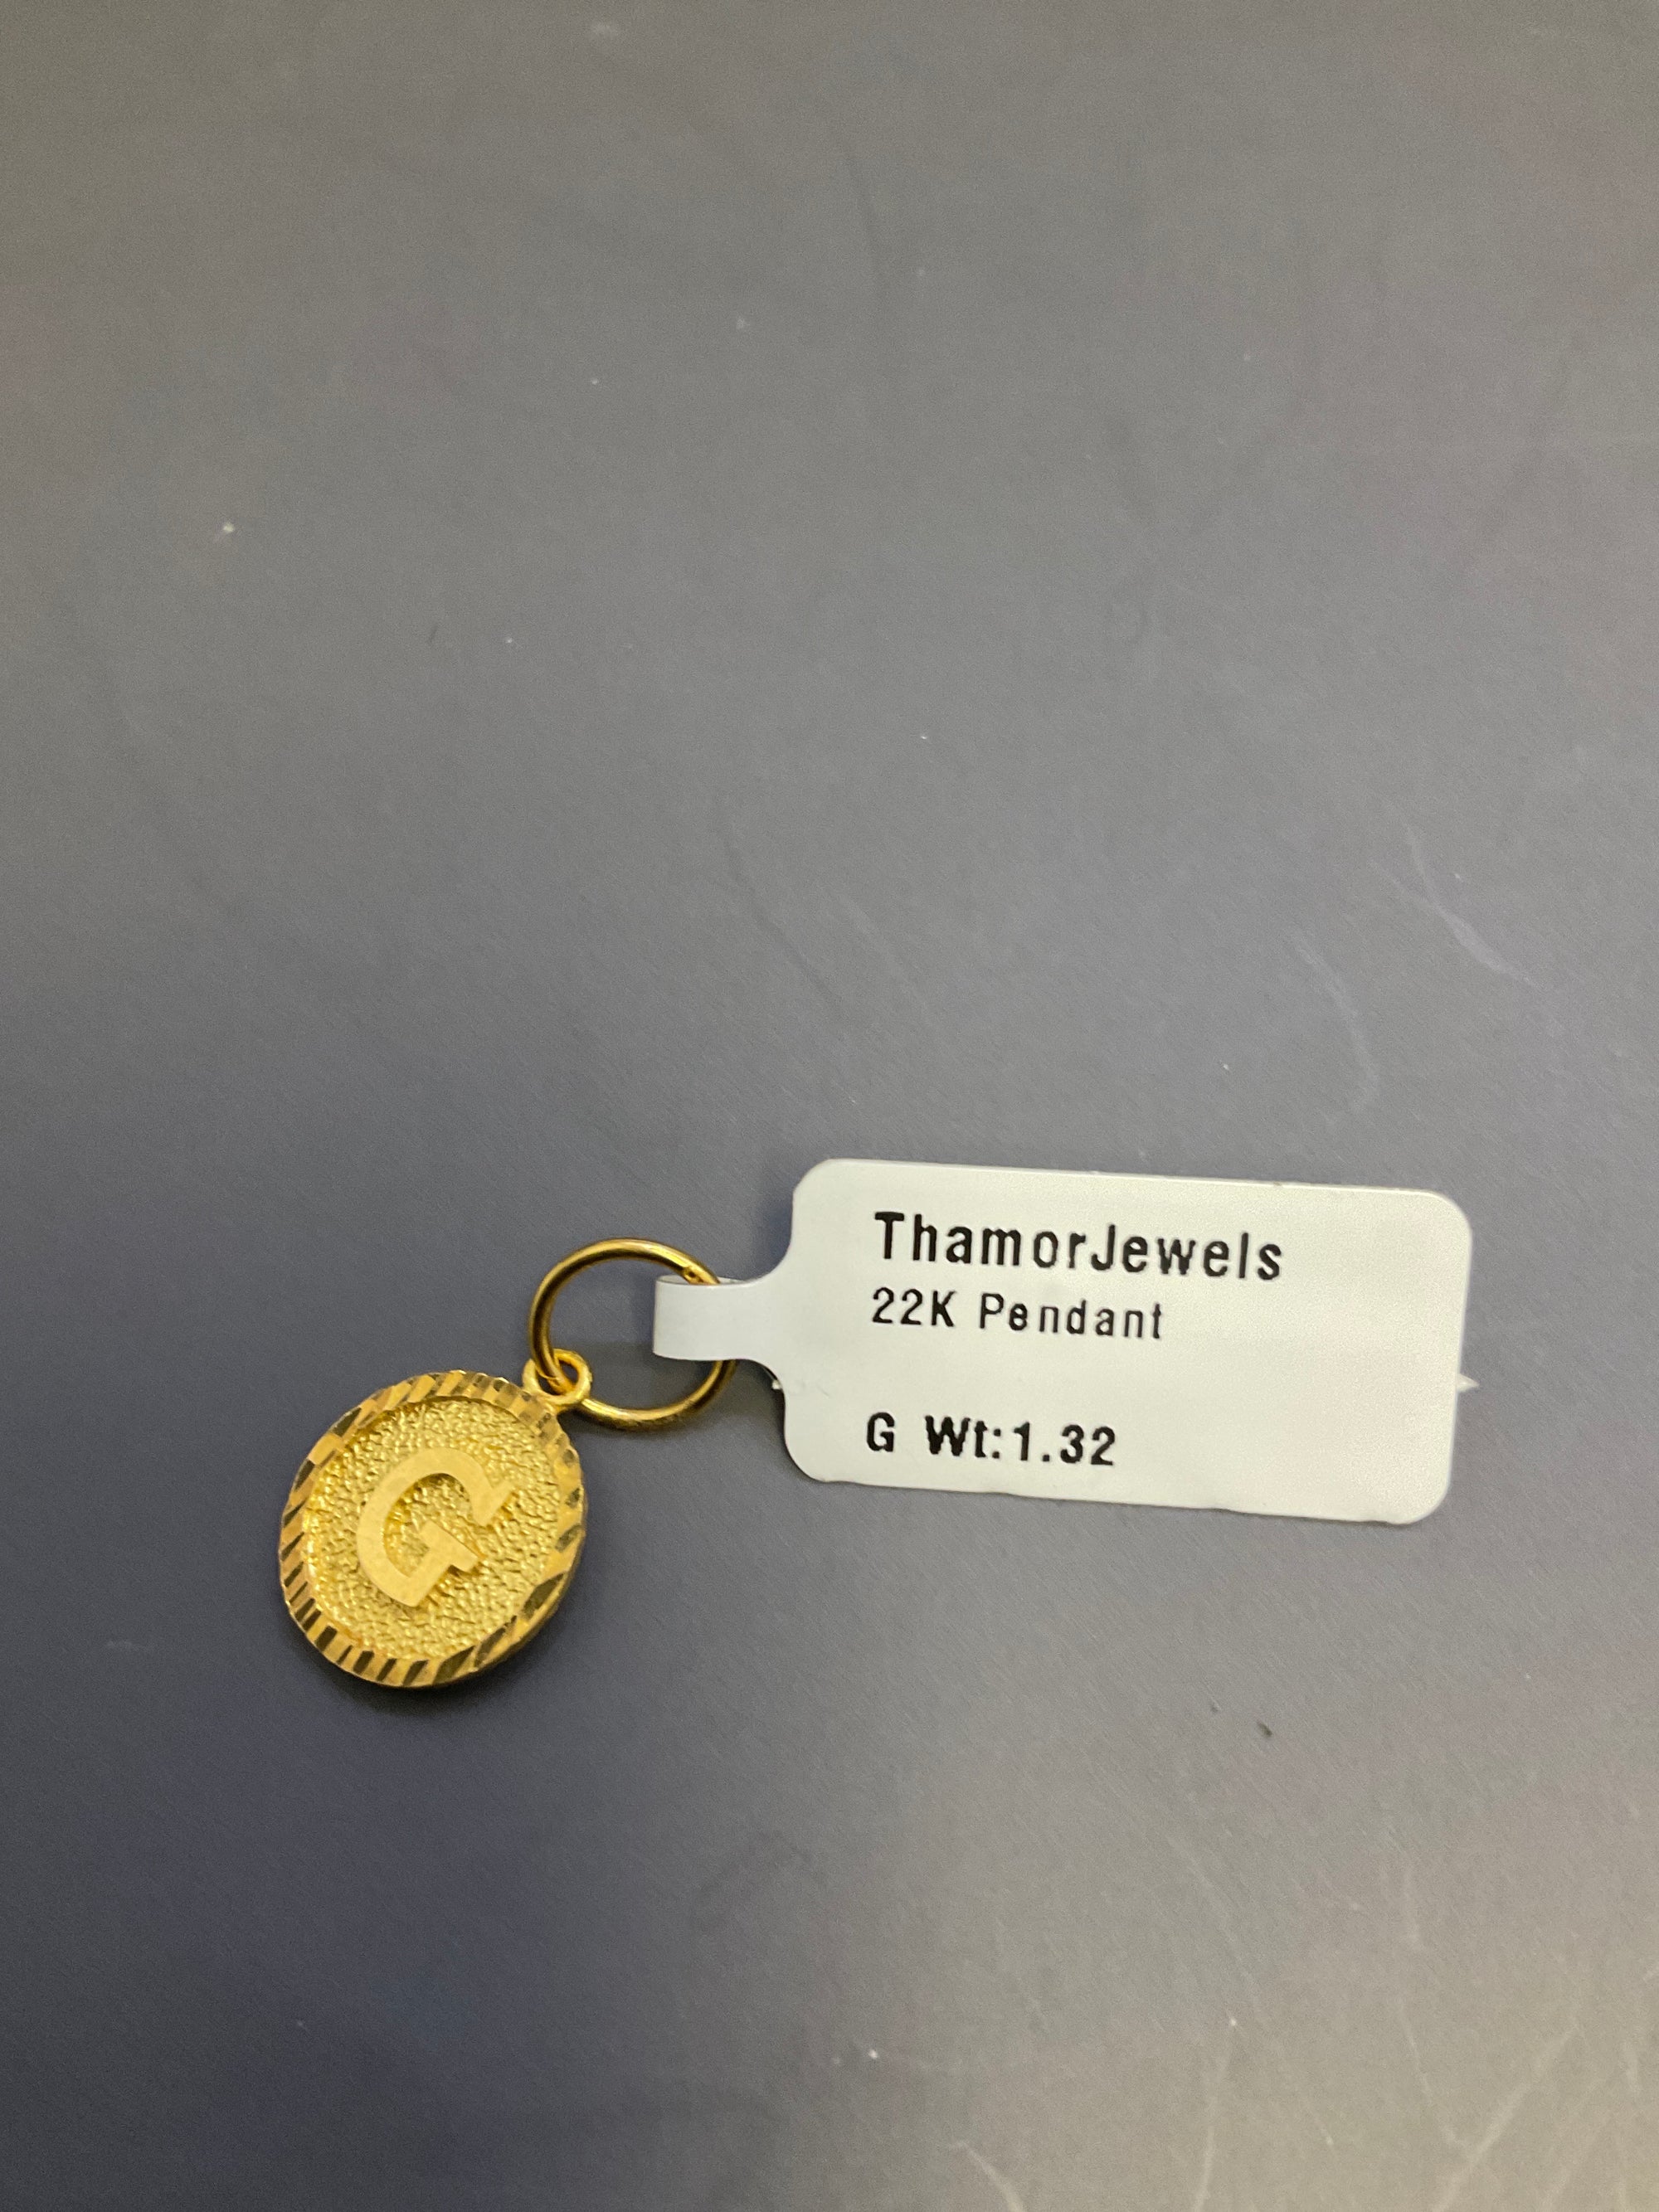 ThamorJewels
22K Pendant
G Wt:1.32
G